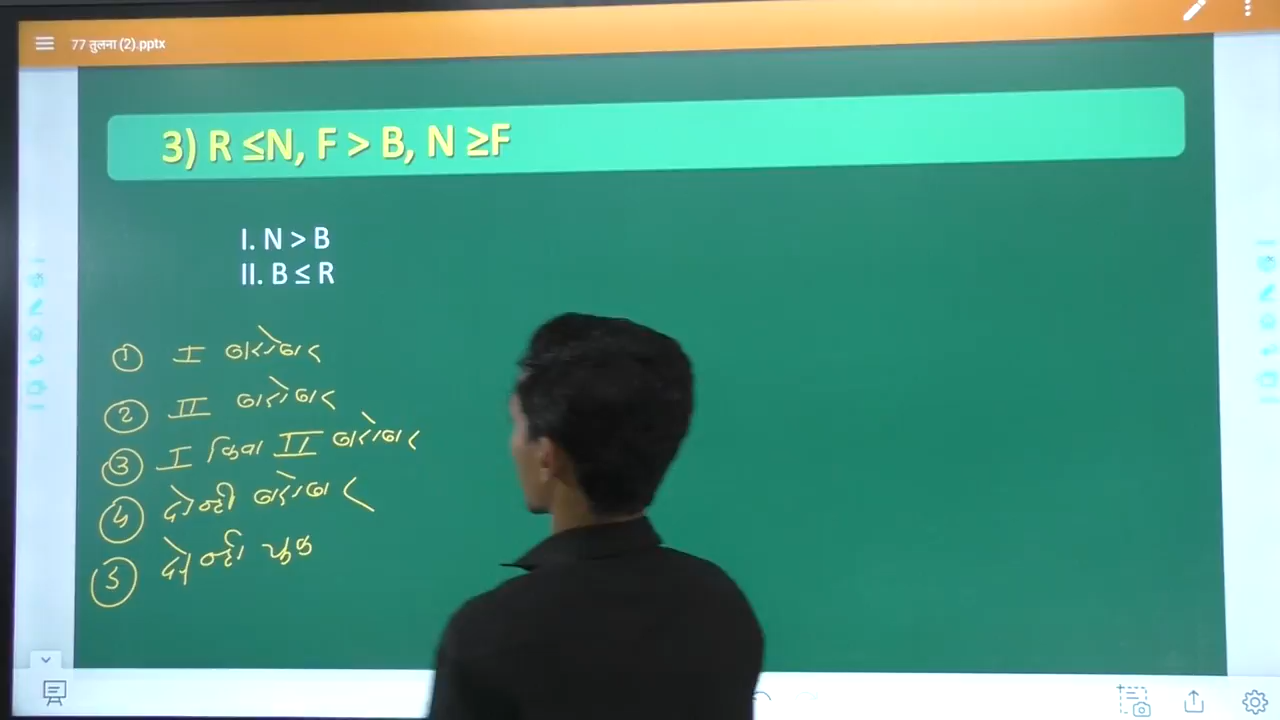 77 तुलना (2).pptx
3) R ≤N, F > B, N ≥F
I. N > B
II. B ≤ R
① I बरोबर
② II बरोबर
③ I किंवा II बरोबर
④ दोन्ही बरोबर
⑤ दोन्ही चुक